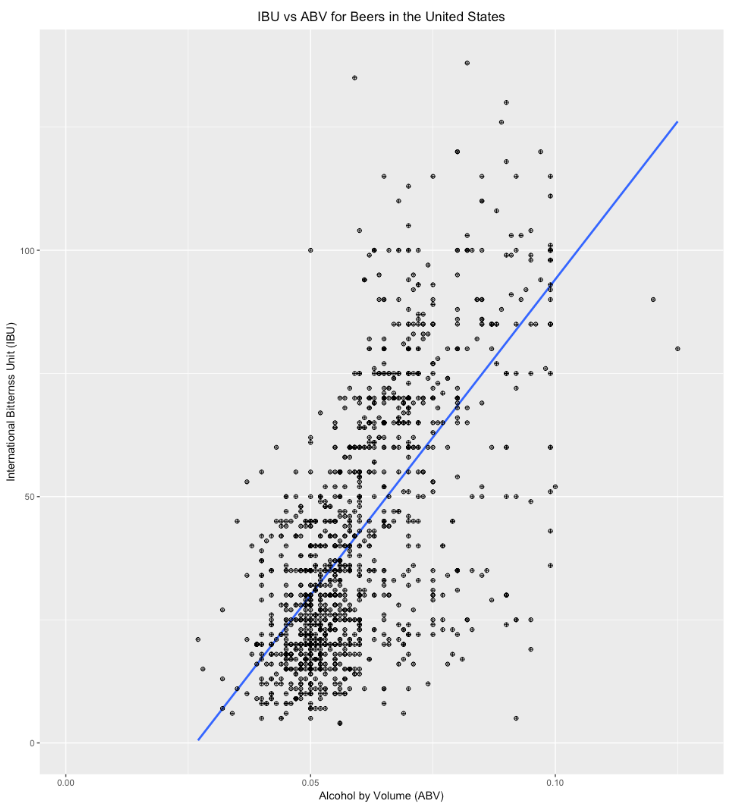 IBU vs ABV for Beers in the United States
International Bitternss Unit (IBU)
100
50
0
0.00
0.05
0.10
Alcohol by Volume (ABV)